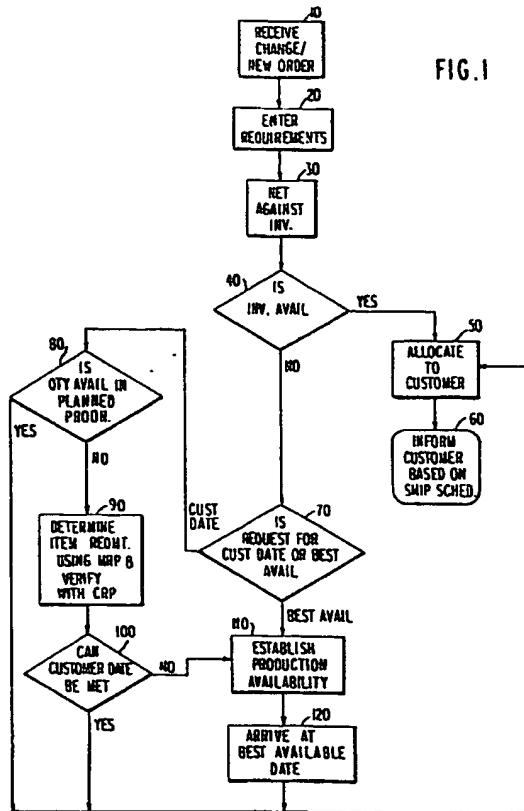 FIG.1
10
RECEIVE
CHANGE/
NEW ORDER
20
ENTER
REQUIREMENTS
30
NET
AGAINST
INV.
40
IS
INV. AVAIL
YES
NO
50
ALLOCATE
TO
CUSTOMER
60
INFORM
CUSTOMER
BASED ON
SHIP SCHED.
70
IS
REQUEST FOR
CUST DATE OR BEST
AVAIL
CUST
DATE
BEST AVAIL
80
IS
QTY AVAIL IN
PLANNED
PRODN.
YES
NO
90
DETERMINE
ITEM REQMT.
USING MRP &
VERIFY
WITH CRP
100
CAN
CUSTOMER DATE
BE MET
NO
YES
110
ESTABLISH
PRODUCTION
AVAILABILITY
120
ARRIVE AT
BEST AVAILABLE
DATE